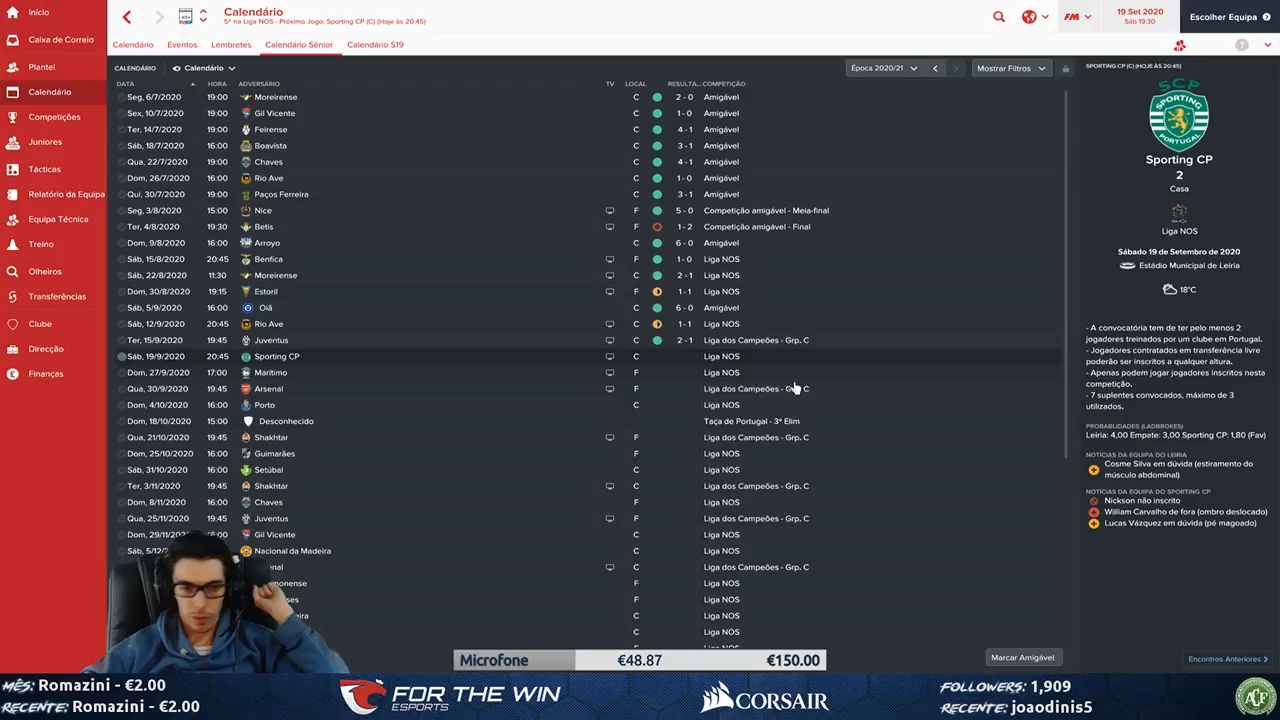 Início
Caixa de Correio
Plantel
Calendário
Competições
Juniores
Tácticas
Relatório da Equipa
Equipa Técnica
Treino
Olheiros
Transferências
Clube
Direcção
Finanças
Calendário
5º na Liga NOS - Próximo Jogo: Sporting CP (C) (Hoje às 20:45)
FM
19 Set 2020
Sáb 19:30
Escolher Equipa
Calendário Eventos Lembretes Calendário Sénior Calendário S19
CALENDÁRIO Calendário Época 2020/21 Mostrar Filtros
DATA HORA ADVERSÁRIO TV LOCAL RESULTA... COMPETIÇÃO
Seg, 6/7/2020 19:00 Moreirense C 2 - 0 Amigável
Sex, 10/7/2020 19:00 Gil Vicente C 1 - 0 Amigável
Ter, 14/7/2020 19:00 Feirense C 4 - 1 Amigável
Sáb, 18/7/2020 16:00 Boavista C 3 - 1 Amigável
Qua, 22/7/2020 19:00 Chaves C 4 - 1 Amigável
Dom, 26/7/2020 16:00 Rio Ave C 1 - 0 Amigável
Qui, 30/7/2020 19:00 Paços Ferreira C 3 - 1 Amigável
Seg, 3/8/2020 15:00 Nice F 5 - 0 Competição amigável - Meia-final
Ter, 4/8/2020 19:30 Betis F 1 - 2 Competição amigável - Final
Dom, 9/8/2020 16:00 Arroyo C 6 - 0 Amigável
Sáb, 15/8/2020 20:45 Benfica F 1 - 0 Liga NOS
Sáb, 22/8/2020 11:30 Moreirense C 2 - 1 Liga NOS
Dom, 30/8/2020 19:15 Estoril F 1 - 1 Liga NOS
Sáb, 5/9/2020 16:00 Oiã C 6 - 0 Amigável
Sáb, 12/9/2020 20:45 Rio Ave C 1 - 1 Liga NOS
Ter, 15/9/2020 19:45 Juventus C 2 - 1 Liga dos Campeões - Grp. C
Sáb, 19/9/2020 20:45 Sporting CP C Liga NOS
Dom, 27/9/2020 17:00 Marítimo F Liga NOS
Qua, 30/9/2020 19:45 Arsenal F Liga dos Campeões - C
Dom, 4/10/2020 16:00 Porto C Liga NOS
Dom, 18/10/2020 15:00 Desconhecido Taça de Portugal - 3ª Elim
Qua, 21/10/2020 19:45 Shakhtar F Liga dos Campeões - Grp. C
Dom, 25/10/2020 16:00 Guimarães F Liga NOS
Sáb, 31/10/2020 16:00 Setúbal C Liga NOS
Ter, 3/11/2020 19:45 Shakhtar C Liga dos Campeões - Grp. C
Dom, 8/11/2020 16:00 Chaves F Liga NOS
Qua, 25/11/2020 19:45 Juventus F Liga dos Campeões - Grp. C
Dom, 29/11/202 Gil Vicente C Liga NOS
Sáb, 5/12 Nacional da Madeira C Liga NOS
enal C Liga dos Campeões - Grp. C
monense F Liga NOS
ses F Liga NOS
eira C Liga NOS
C Liga NOS
Marcar Amigável
SPORTING CP (C) (HOJE ÀS 20:45)
SCP
SPORTING
PORTUGAL
Sporting CP
2
Casa
Liga NOS
Sábado 19 de Setembro de 2020
Estádio Municipal de Leiria
18°C
- A convocatória tem de ter pelo menos 2
jogadores treinados por um clube em Portugal.
- Jogadores contratados em transferência livre
poderão ser inscritos a qualquer altura.
- Apenas podem jogar jogadores inscritos nesta
competição.
- 7 suplentes convocados, máximo de 3
utilizados.
PROBABILIDADES (LADBROKES)
Leiria: 4,00 Empate: 3,00 Sporting CP: 1,80 (Fav)
NOTÍCIAS DA EQUIPA DO LEIRIA
Cosme Silva em dúvida (estiramento do
músculo abdominal)
NOTÍCIAS DA EQUIPA DO SPORTING CP
Nickson não inscrito
William Carvalho de fora (ombro deslocado)
Lucas Vázquez em dúvida (pé magoado)
Encontros Anteriores
Microfone €48.87 €150.00
MÊS: Romazini - €2.00
RECENTE: Romazini - €2.00
FOR THE WIN
ESPORTS
CORSAIR
FOLLOWERS: 1,909
RECENTE: joaodinis5
ACF